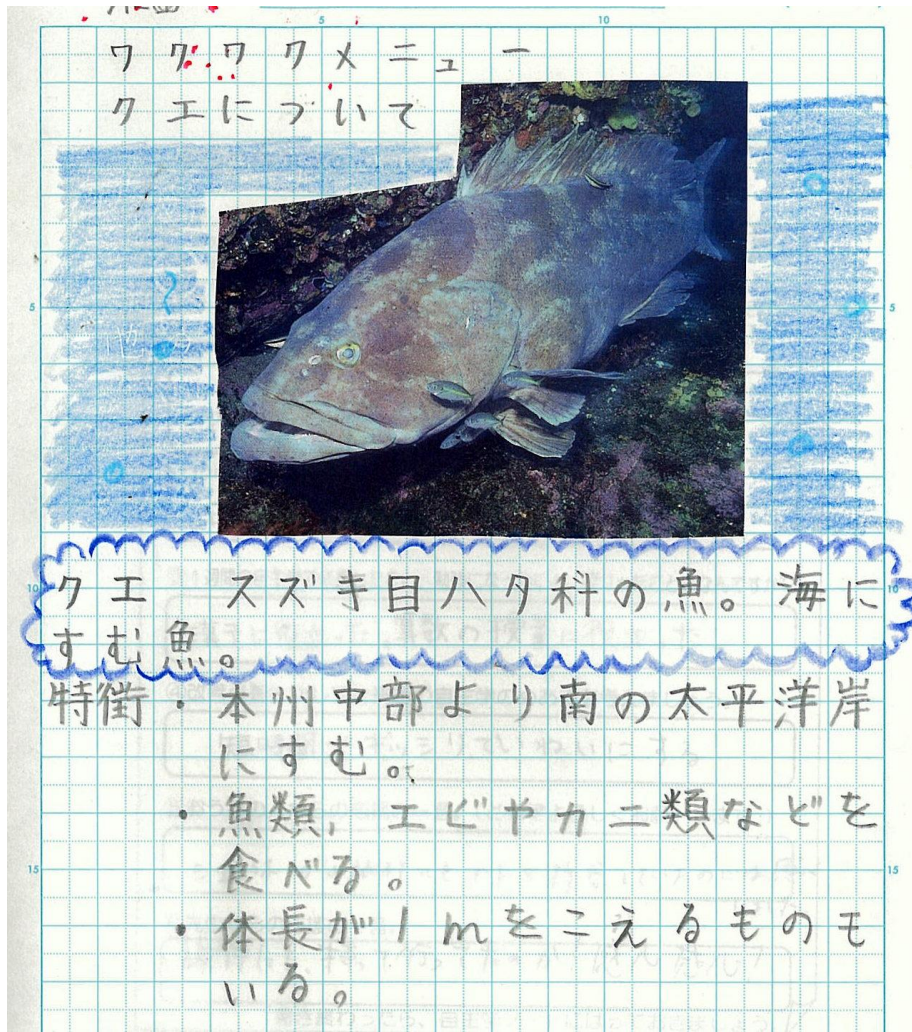 ワクワクメニュー
クエについて
クエ　スズキ目ハタ科の魚。海に
すむ魚。
特徴・本州中部より南の太平洋岸
にすむ。
・魚類，エビやカニ類などを
食べる。
・体長が1mをこえるものも
いる。